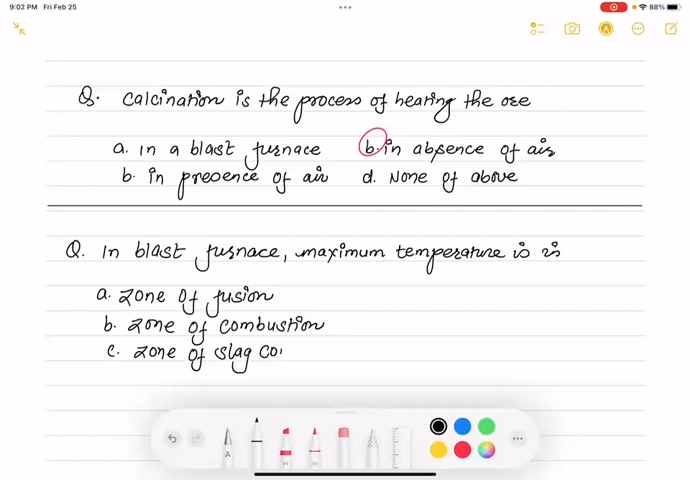 9:02 PM Fri Feb 25
88%
Q. Calcination is the process of heating the ore
a. In a blast furnace b. in absence of air
b. in presence of air d. None of above
Q. In blast furnace, maximum temperature is in
a. Zone of fusion
b. Zone of combustion
c. Zone of slag co
A